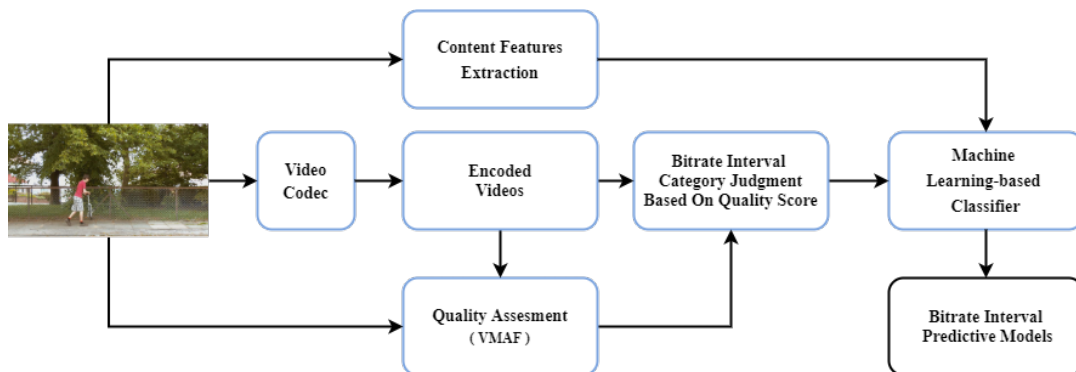 Content Features
Extraction
Video
Codec
Encoded
Videos
Bitrate Interval
Category Judgment
Based On Quality Score
Machine
Learning-based
Classifier
Quality Assesment
( VMAF )
Bitrate Interval
Predictive Models